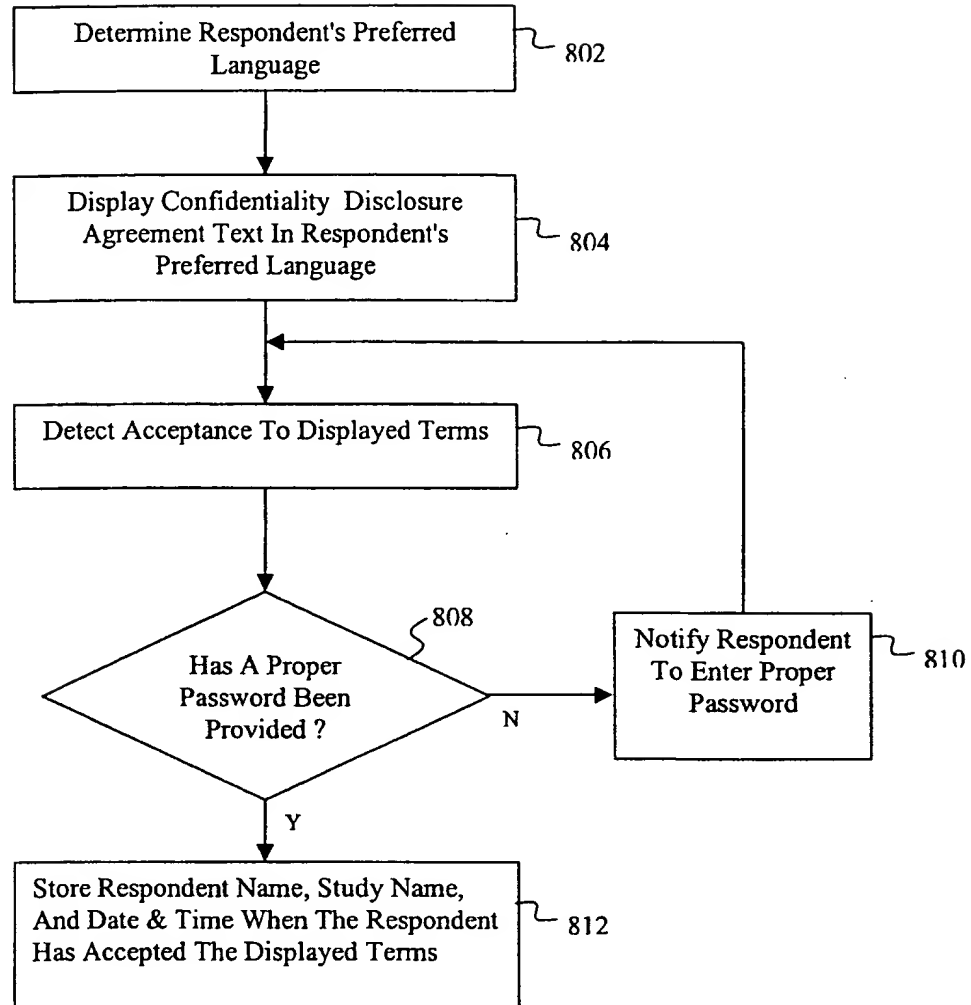 Determine Respondent's Preferred
Language
802
Display Confidentiality Disclosure
Agreement Text In Respondent's
Preferred Language
804
Detect Acceptance To Displayed Terms
806
808
Has A Proper
Password Been
Provided ?
N
Notify Respondent
To Enter Proper
Password
810
Y
Store Respondent Name, Study Name,
And Date & Time When The Respondent
Has Accepted The Displayed Terms
812